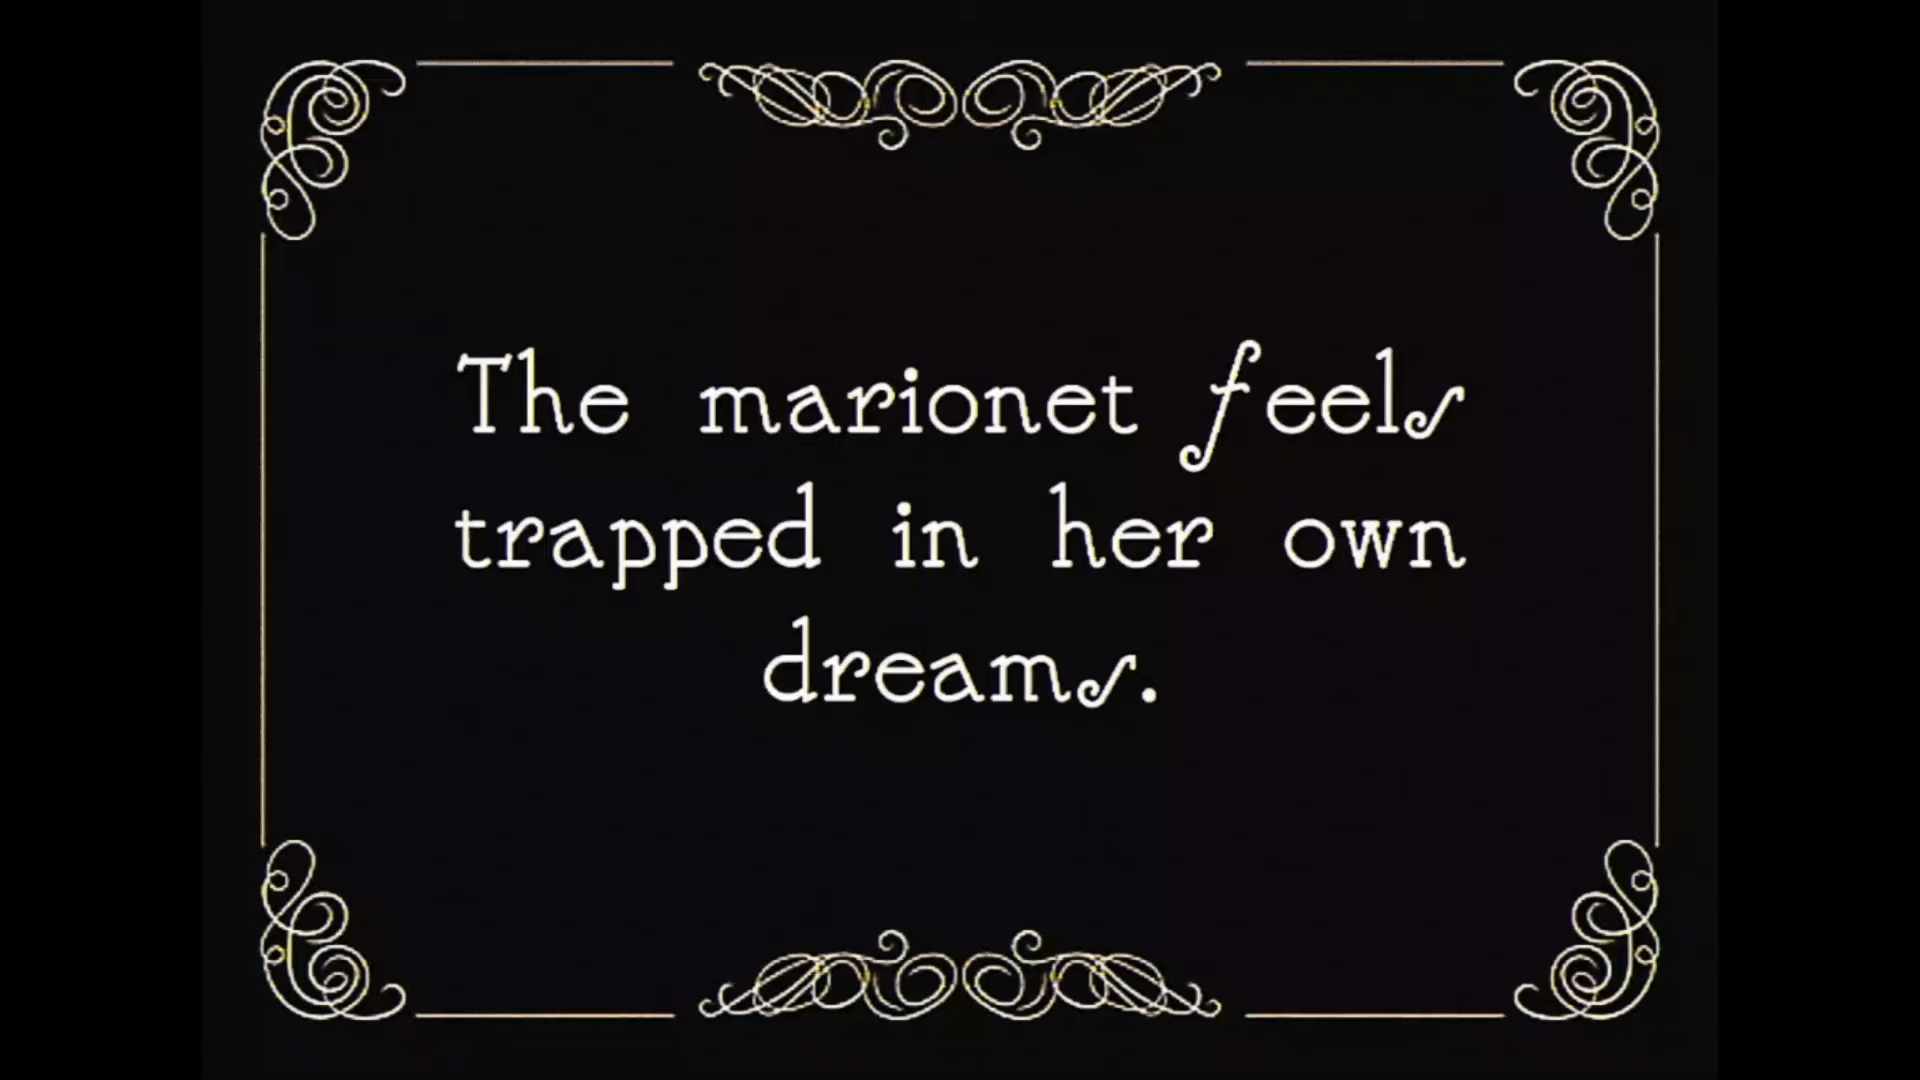 The marionet feels
trapped in her own
dreams.